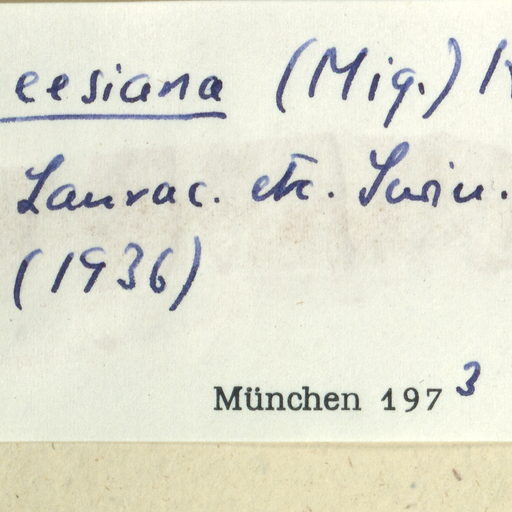 eesiana (Miq.)
Laurac. etc. Surin.
(1936)
München 1973